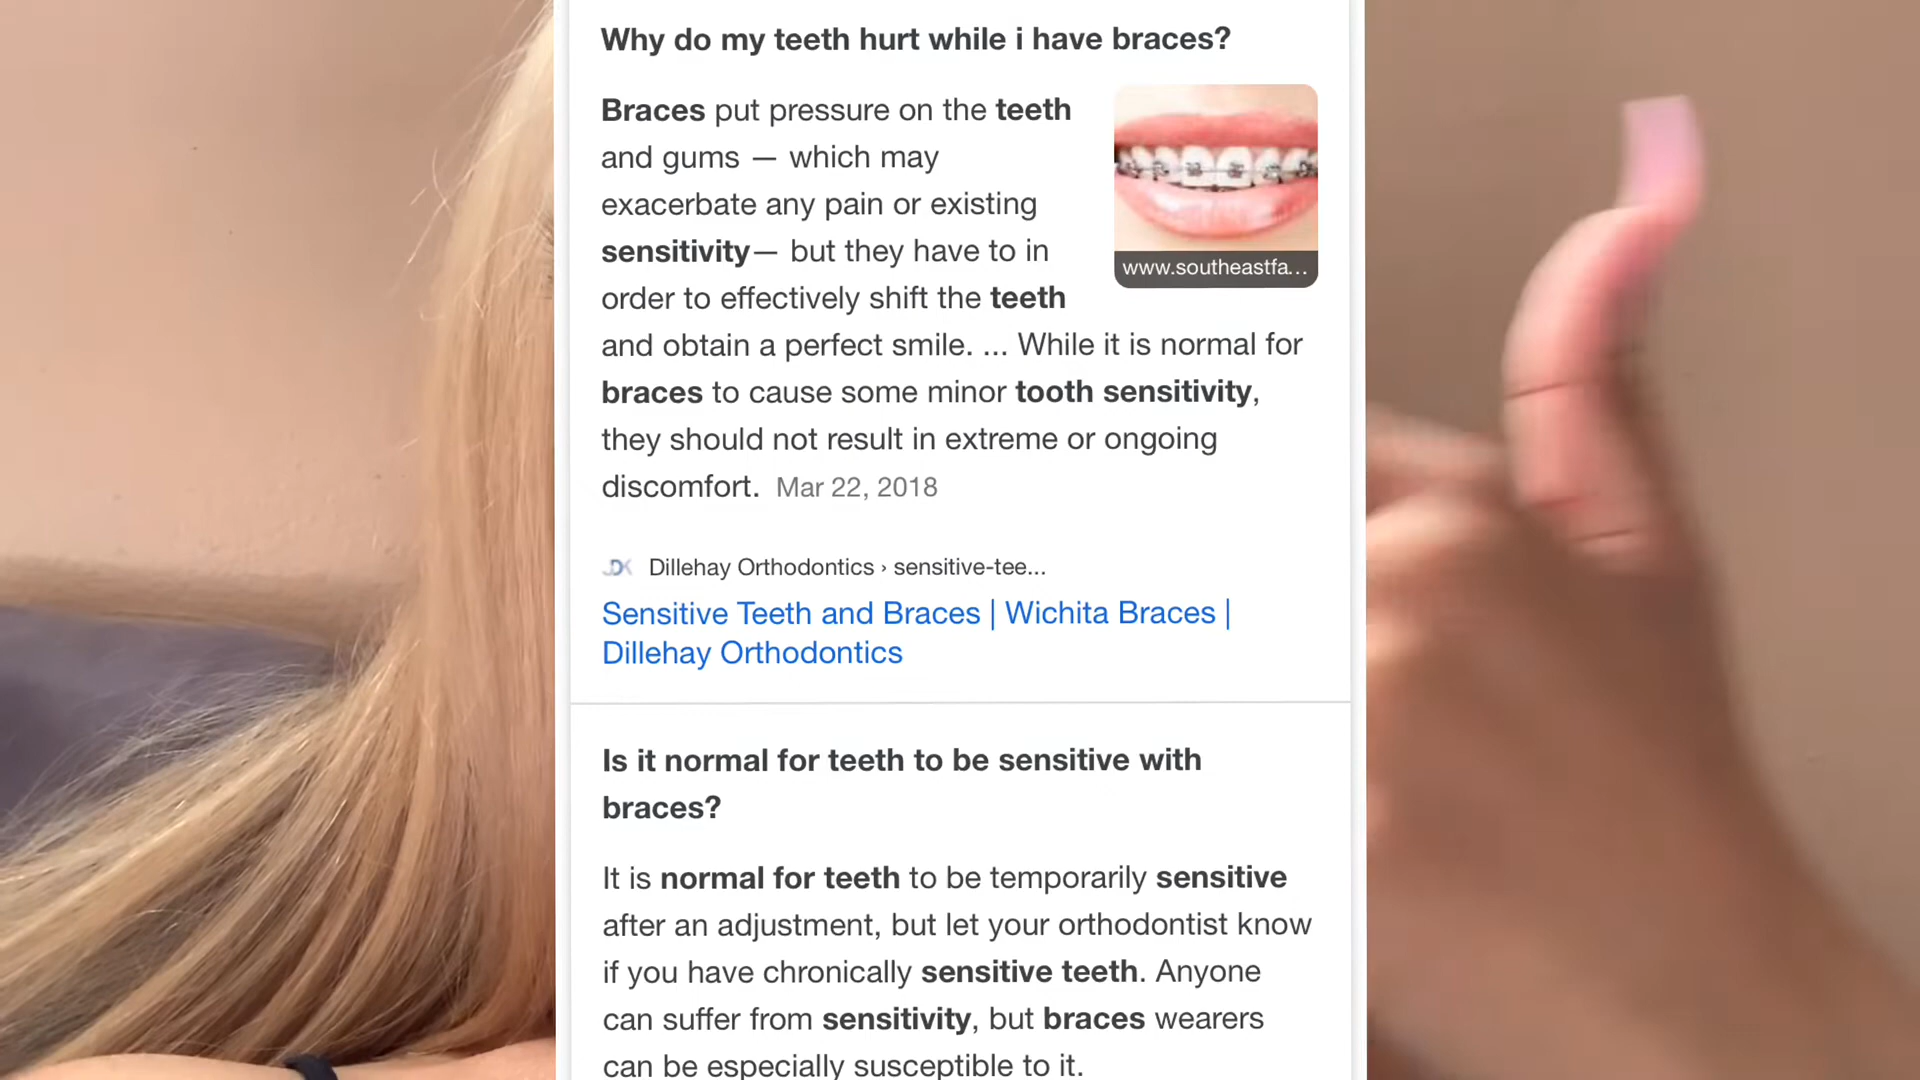 Why do my teeth hurt while i have braces?
Braces put pressure on the teeth
and gums — which may
exacerbate any pain or existing
sensitivity— but they have to in
order to effectively shift the teeth
and obtain a perfect smile. ... While it is normal for
braces to cause some minor tooth sensitivity,
they should not result in extreme or ongoing
discomfort. Mar 22, 2018
www.southeastfa...
Dillehay Orthodontics › sensitive-tee...
Sensitive Teeth and Braces | Wichita Braces |
Dillehay Orthodontics
Is it normal for teeth to be sensitive with
braces?
It is normal for teeth to be temporarily sensitive
after an adjustment, but let your orthodontist know
if you have chronically sensitive teeth. Anyone
can suffer from sensitivity, but braces wearers
can be especially susceptible to it.